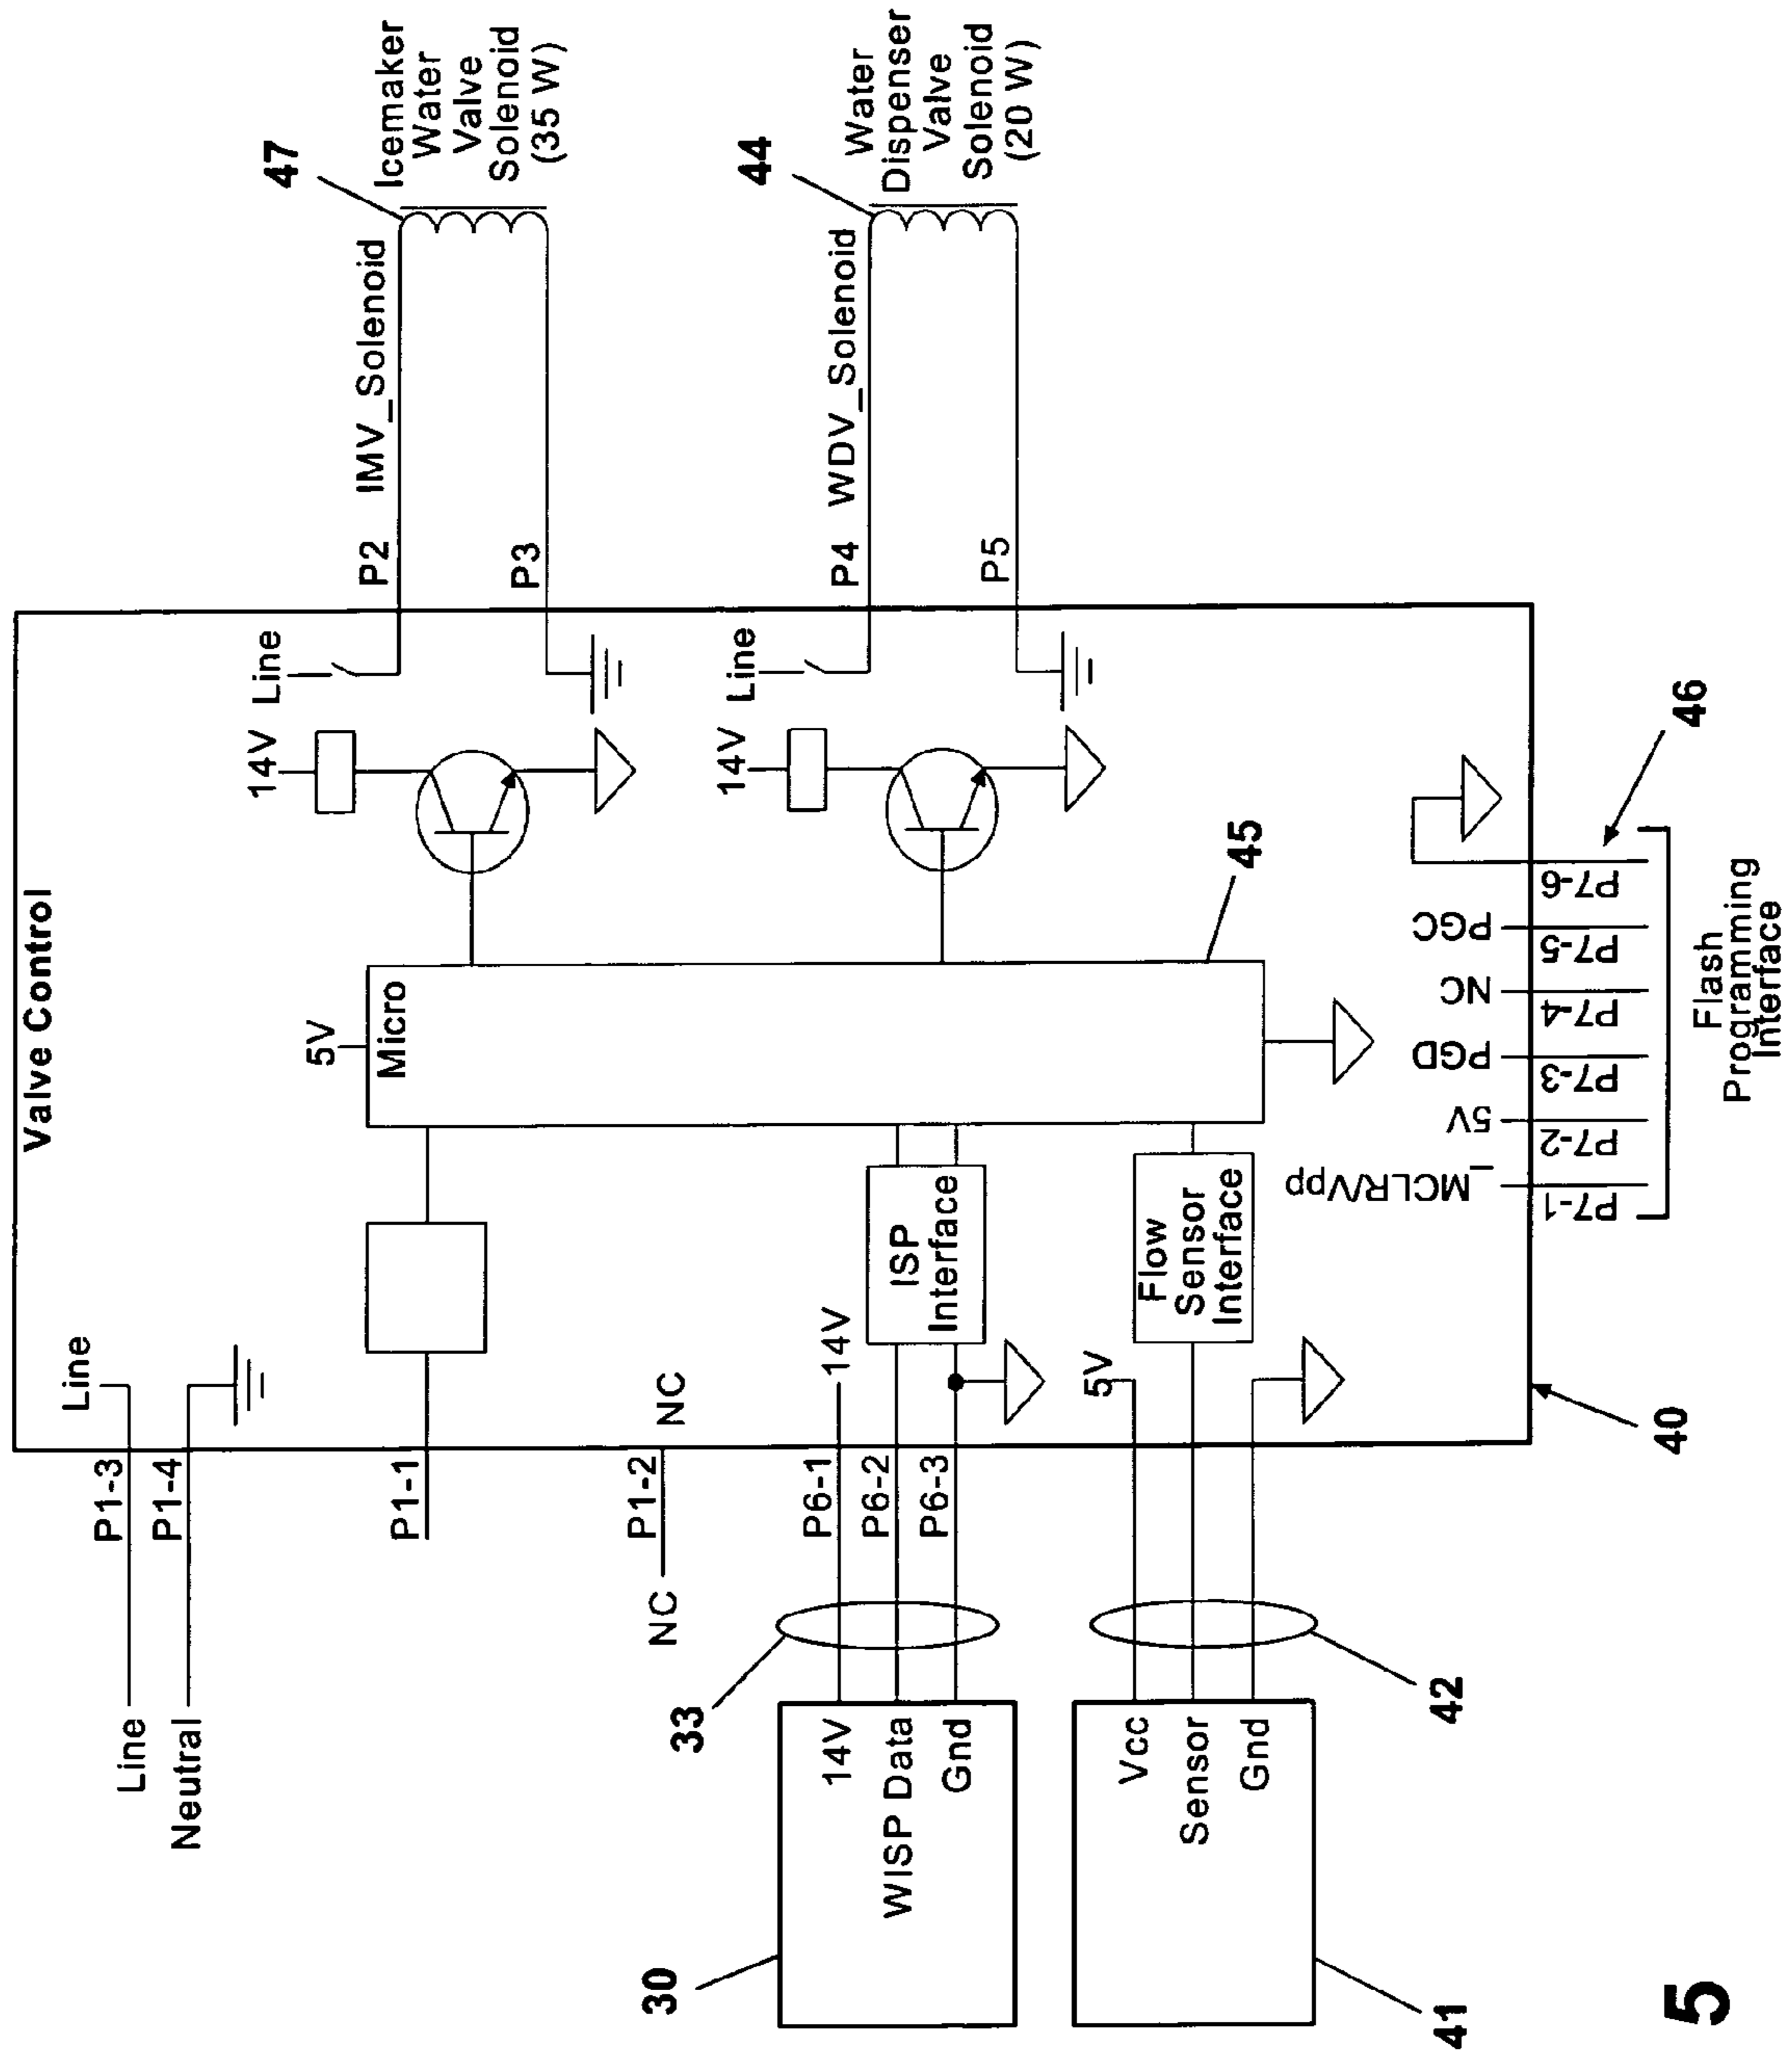 Valve Control
Line
Neutral
P1-3
P1-4
Line
P1-1
NC
P1-2
NC
30
14V
WISP Data
Gnd
33
P6-1
P6-2
P6-3
14V
ISP
Interface
41
Vcc
Sensor
Gnd
42
5V
Flow
Sensor
Interface
5V
Micro
45
14V
Line
P2
IMV_Solenoid
P3
47
Icemaker
Water
Valve
Solenoid
(35 W)
14V
Line
P4
WDV_Solenoid
P5
44
Water
Dispenser
Valve
Solenoid
(20 W)
40
_MCLR/Vpp
5V
PGD
NC
PGC
P7-1
P7-2
P7-3
P7-4
P7-5
P7-6
46
Flash
Programming
Interface
5